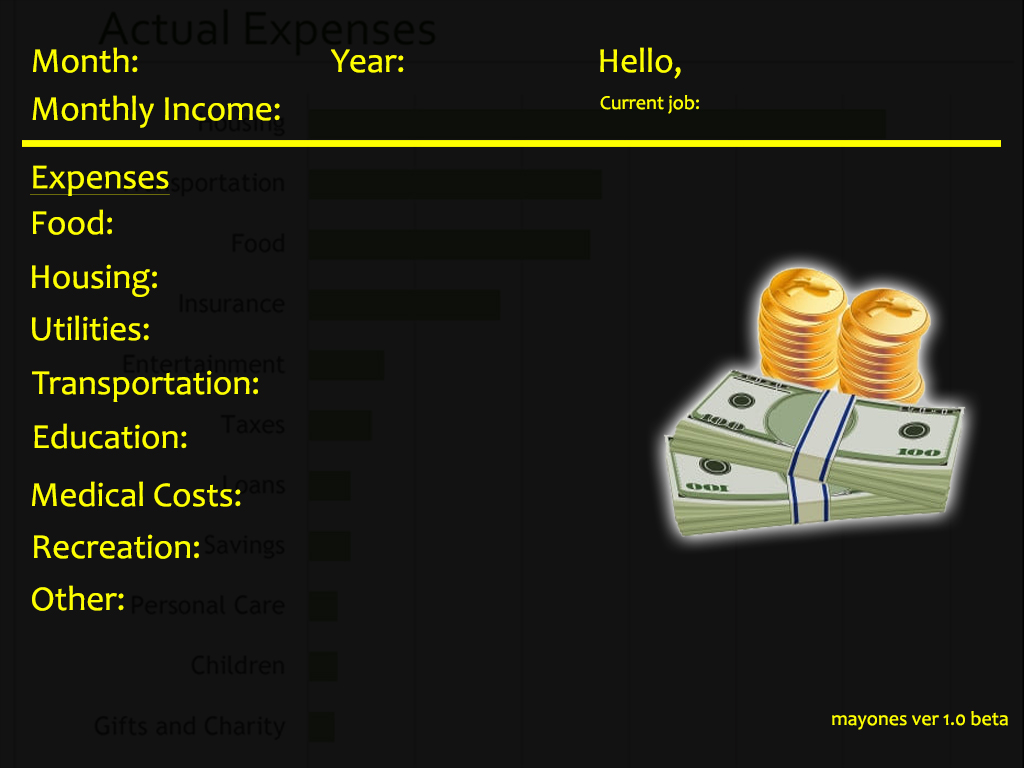 Actual Expenses
Month: Year: Hello,
Monthly Income: Current job:
Housing
Expenses
sportation
Food:
Food
Housing:
Insurance
Utilities:
Entertainment
Transportation:
Taxes
Education:
Loans
Medical Costs:
Recreation: Savings
Other: Personal Care
Children
Gifts and Charity
mayones ver 1.0 beta
100
100
100